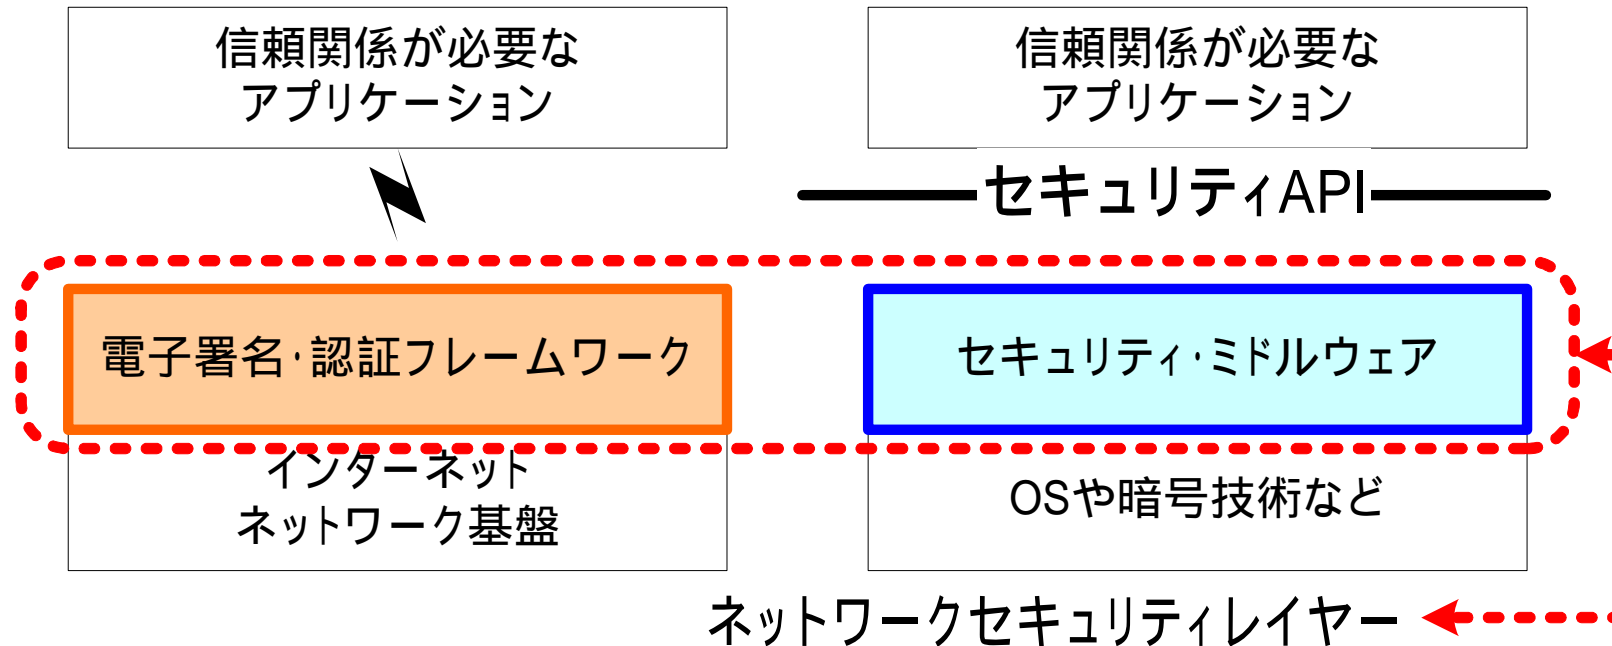 信頼関係が必要な
アプリケーション
信頼関係が必要な
アプリケーション
セキュリティAPI
電子署名・認証フレームワーク
セキュリティ・ミドルウェア
インターネット
ネットワーク基盤
OSや暗号技術など
ネットワークセキュリティレイヤー